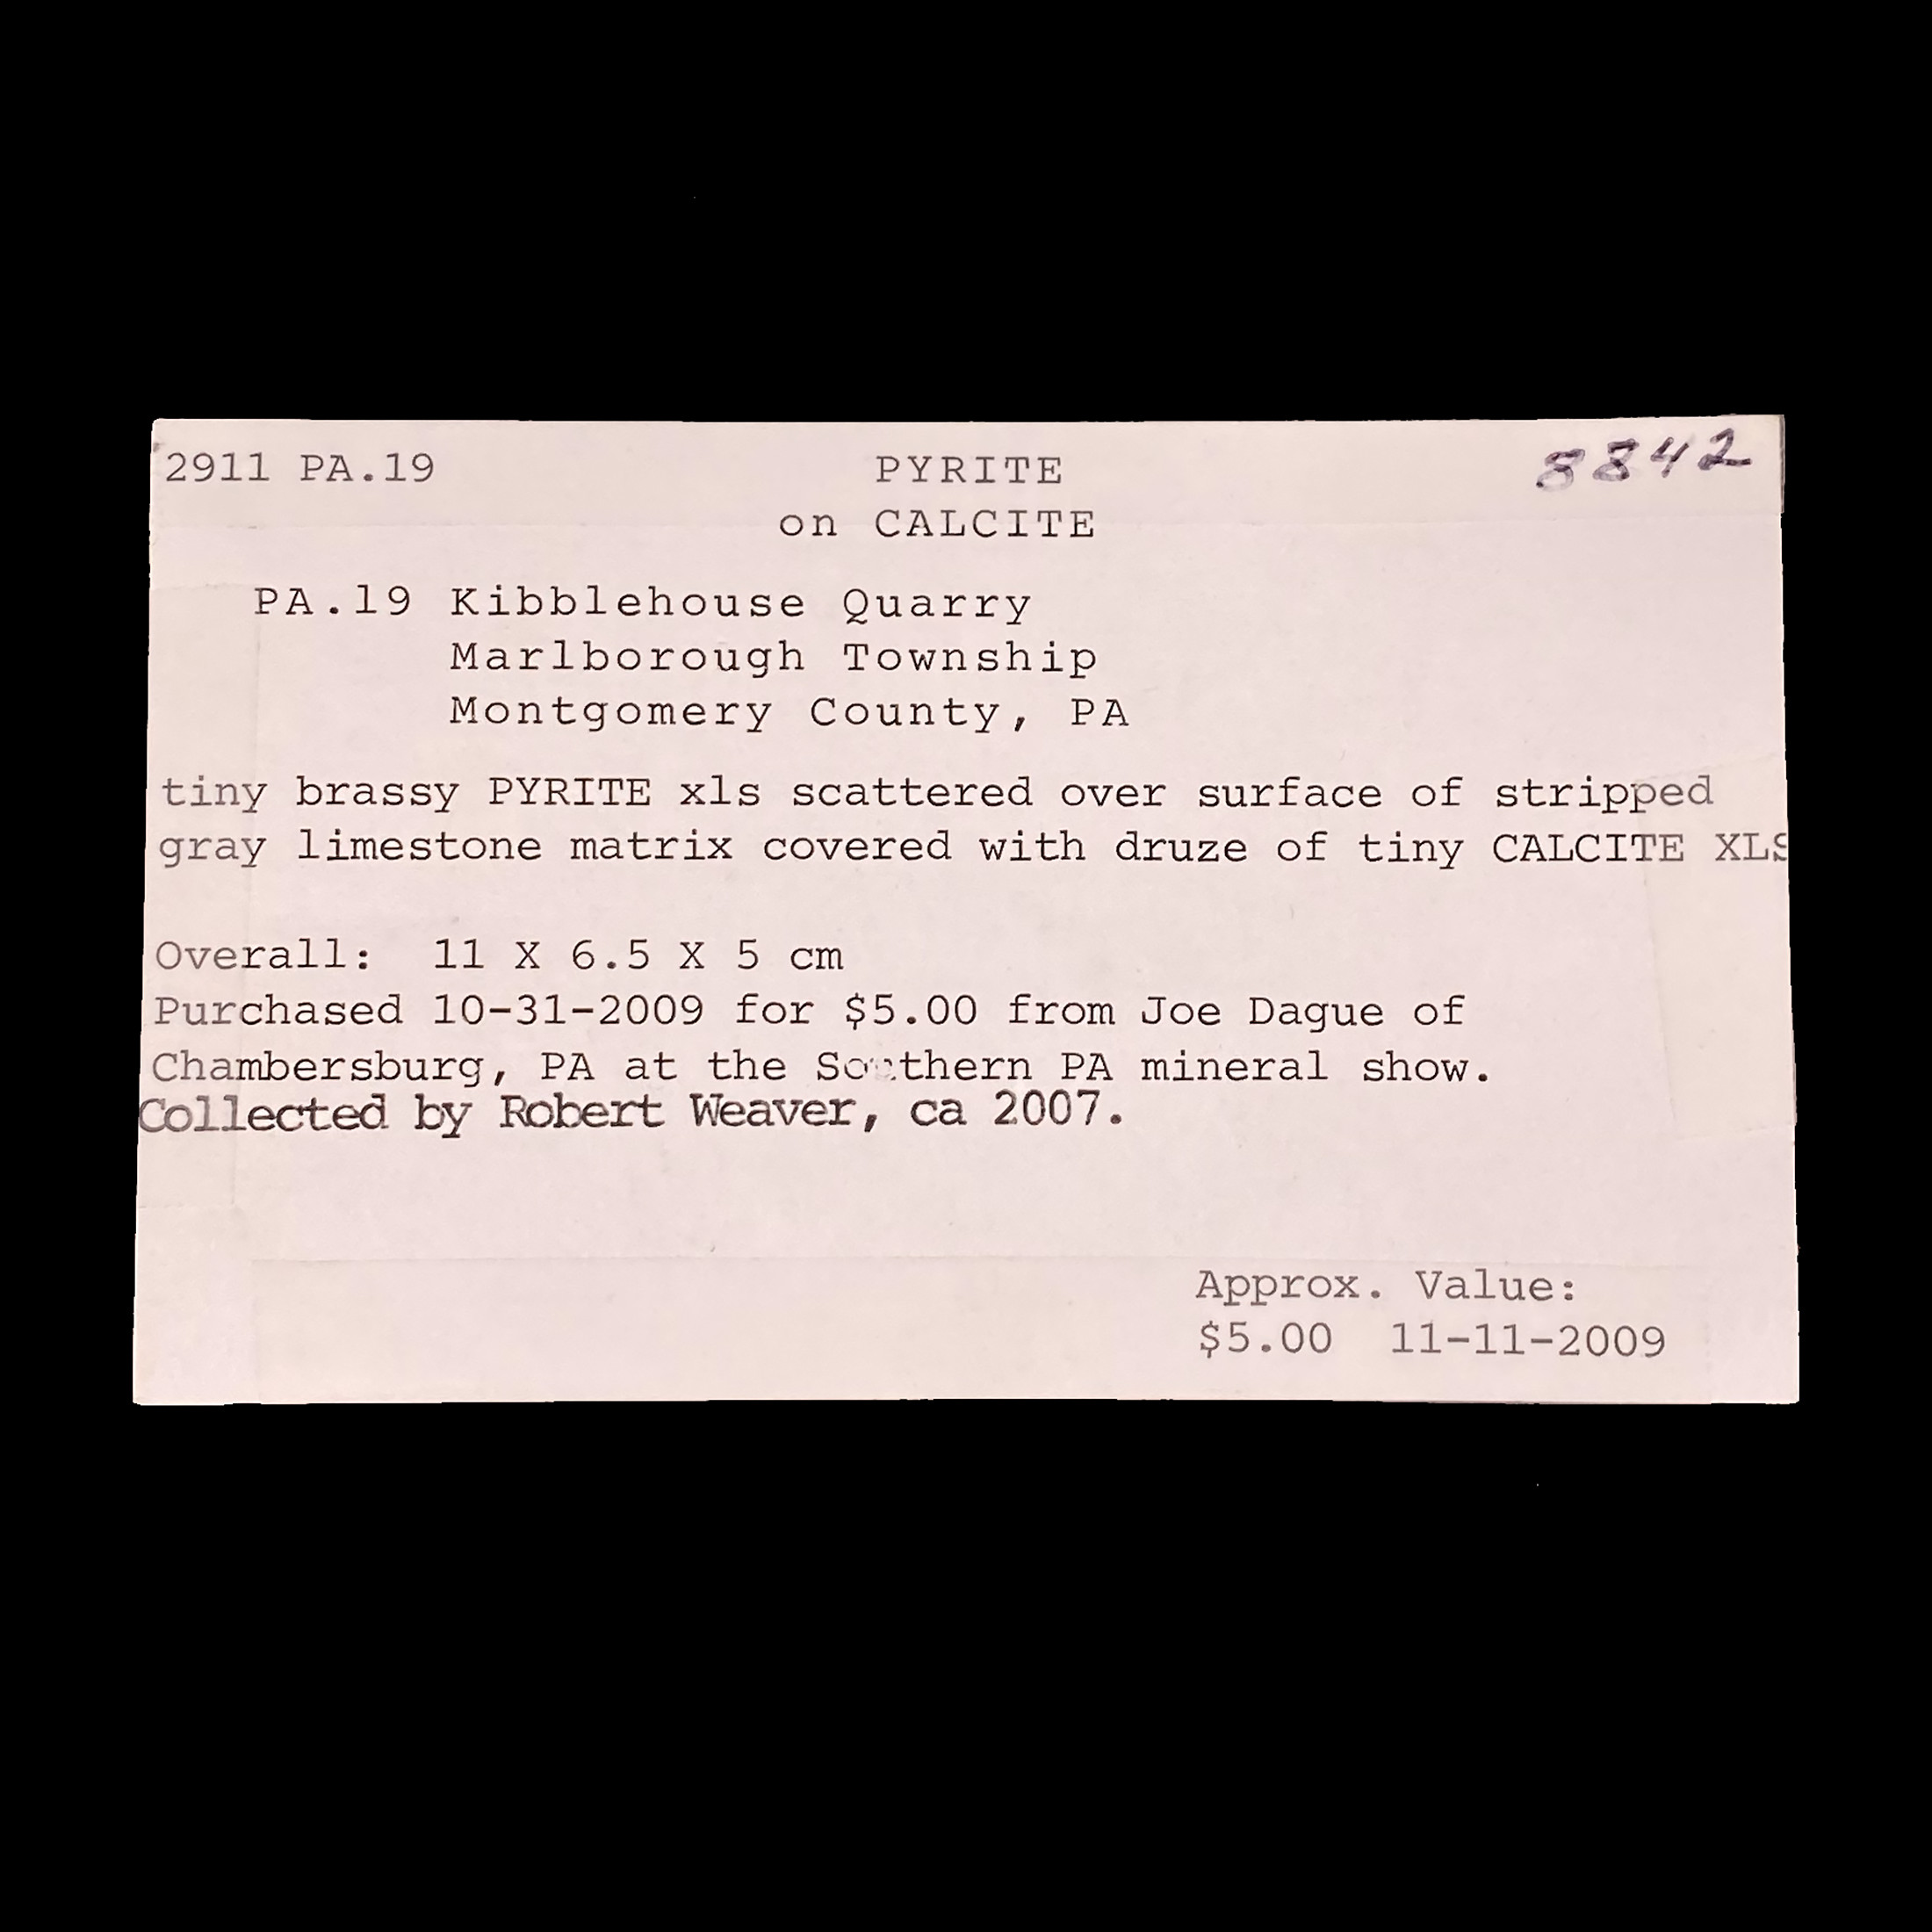 2911 PA.19 PYRITE 8842
on CALCITE
PA.19 Kibblehouse Quarry
Marlborough Township
Montgomery County, PA
tiny brassy PYRITE xls scattered over surface of stripped
gray limestone matrix covered with druze of tiny CALCITE XLS
Overall: 11 X 6.5 X 5 cm
Purchased 10-31-2009 for $5.00 from Joe Dague of
Chambersburg, PA at the Southern PA mineral show.
Collected by Robert Weaver, ca 2007.
Approx. Value:
$5.00 11-11-2009